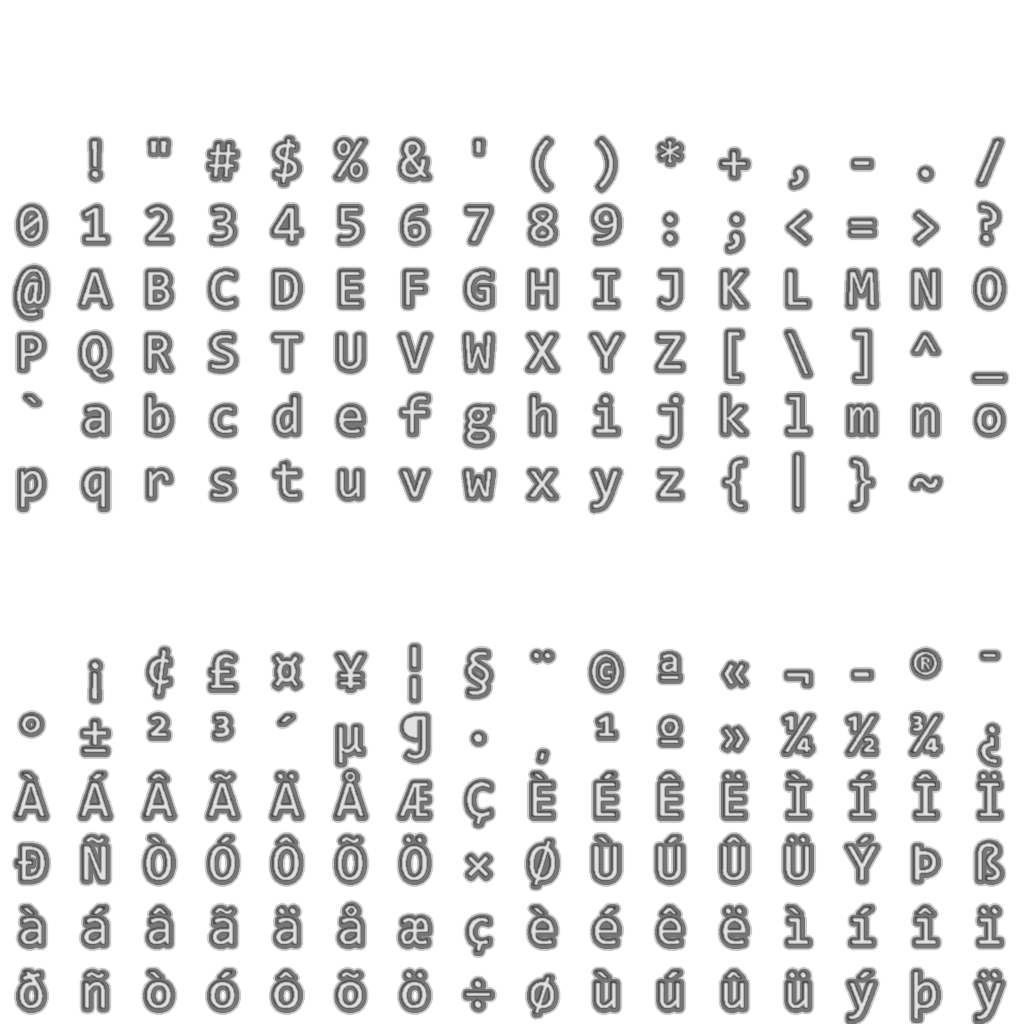 ! " # $ % & ' ( ) * + , - . /
0 1 2 3 4 5 6 7 8 9 : ; < = > ?
@ A B C D E F G H I J K L M N O
P Q R S T U V W X Y Z [ \ ] ^ _
` a b c d e f g h i j k l m n o
p q r s t u v w x y z { | } ~
¡ ¢ £ ¤ ¥ ¦ § ¨ © ª « ¬ - ® ¯
° ± ² ³ ´ µ ¶ · ¸ ¹ º » ¼ ½ ¾ ¿
À Á Â Ã Ä Å Æ Ç È É Ê Ë Ì Í Î Ï
Ð Ñ Ò Ó Ô Õ Ö × Ø Ù Ú Û Ü Ý Þ ß
à á â ã ä å æ ç è é ê ë ì í î ï
ð ñ ò ó ô õ ö ÷ ø ù ú û ü ý þ ÿ